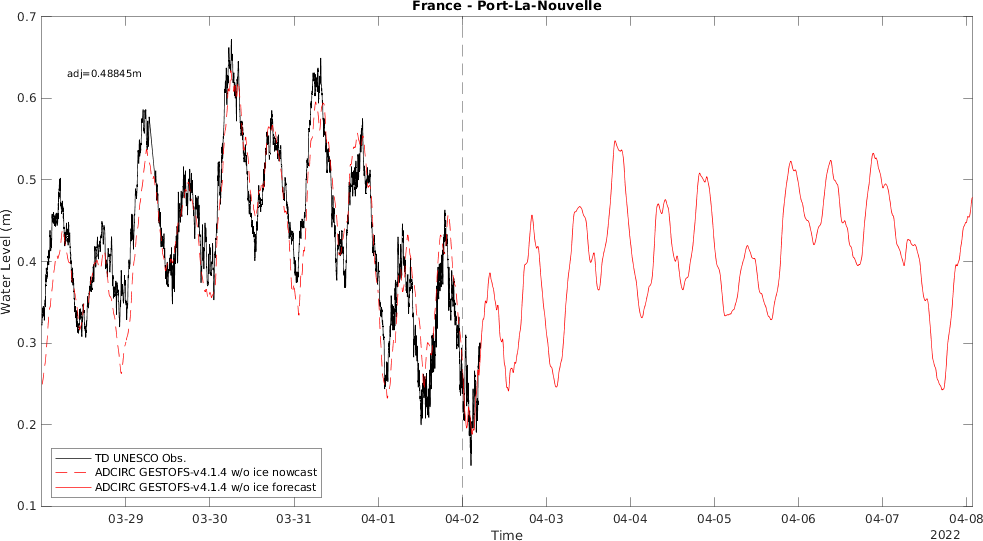 France - Port-La-Nouvelle
Water Level (m)
0.7
0.6
0.5
0.4
0.3
0.2
0.1
adj=0.48845m
TD UNESCO Obs.
ADCIRC GESTOFS-v4.1.4 w/o ice nowcast
ADCIRC GESTOFS-v4.1.4 w/o ice forecast
03-29 03-30 03-31 04-01 04-02 04-03 04-04 04-05 04-06 04-07 04-08
Time
2022